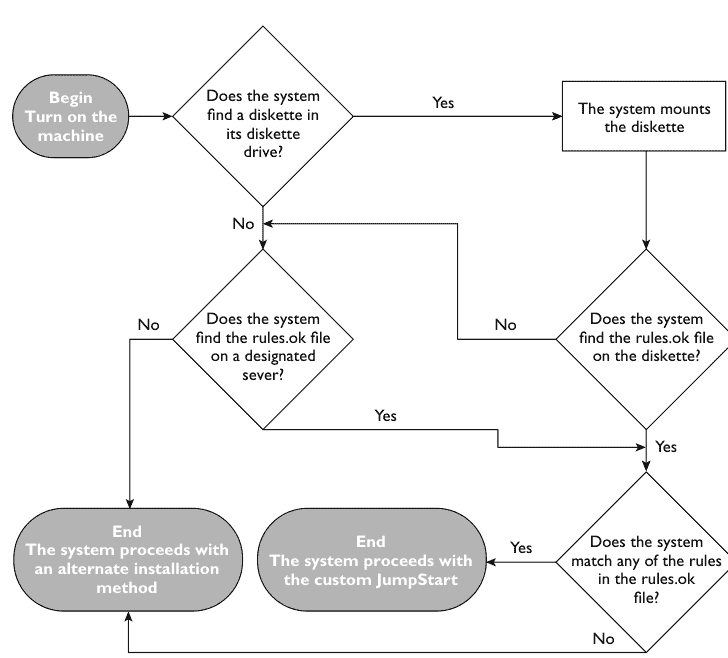 Begin
Turn on the
machine
Does the system
find a diskette in
its diskette
drive?
Yes
The system mounts
the diskette
No
Does the system
find the rules.ok file
on a designated
sever?
No
No
Does the system
find the rules.ok file
on the diskette?
Yes
Yes
End
The system proceeds with
an alternate installation
method
End
The system proceeds with
the custom JumpStart
Yes
Does the system
match any of the rules
in the rules.ok
file?
No